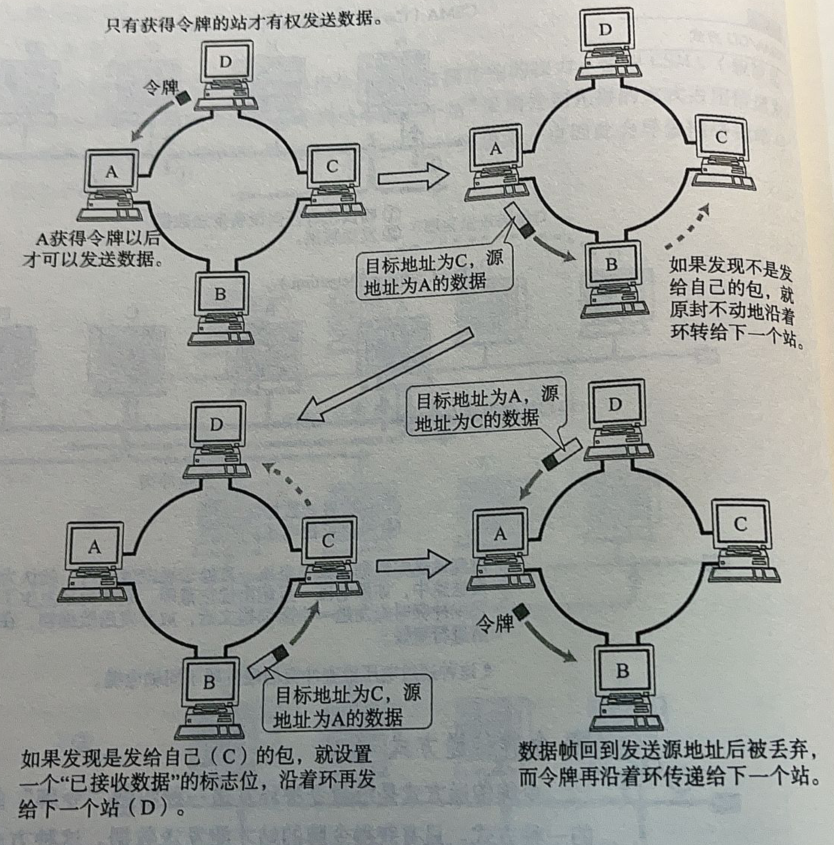 只有获得令牌的站才有权发送数据。
D
令牌
A
C
A获得令牌以后
才可以发送数据。
B
D
A
C
目标地址为C，源
地址为A的数据
B
如果发现不是发
给自己的包，就
原封不动地沿着
环转给下一个站。
D
A
C
B
目标地址为C，源
地址为A的数据
如果发现是发给自己（C）的包，就设置
一个“已接收数据”的标志位，沿着环再发
给下一个站（D）。
目标地址为A，源
地址为C的数据
D
A
C
令牌
B
数据帧回到发送源地址后被丢弃，
而令牌再沿着环传递给下一个站。